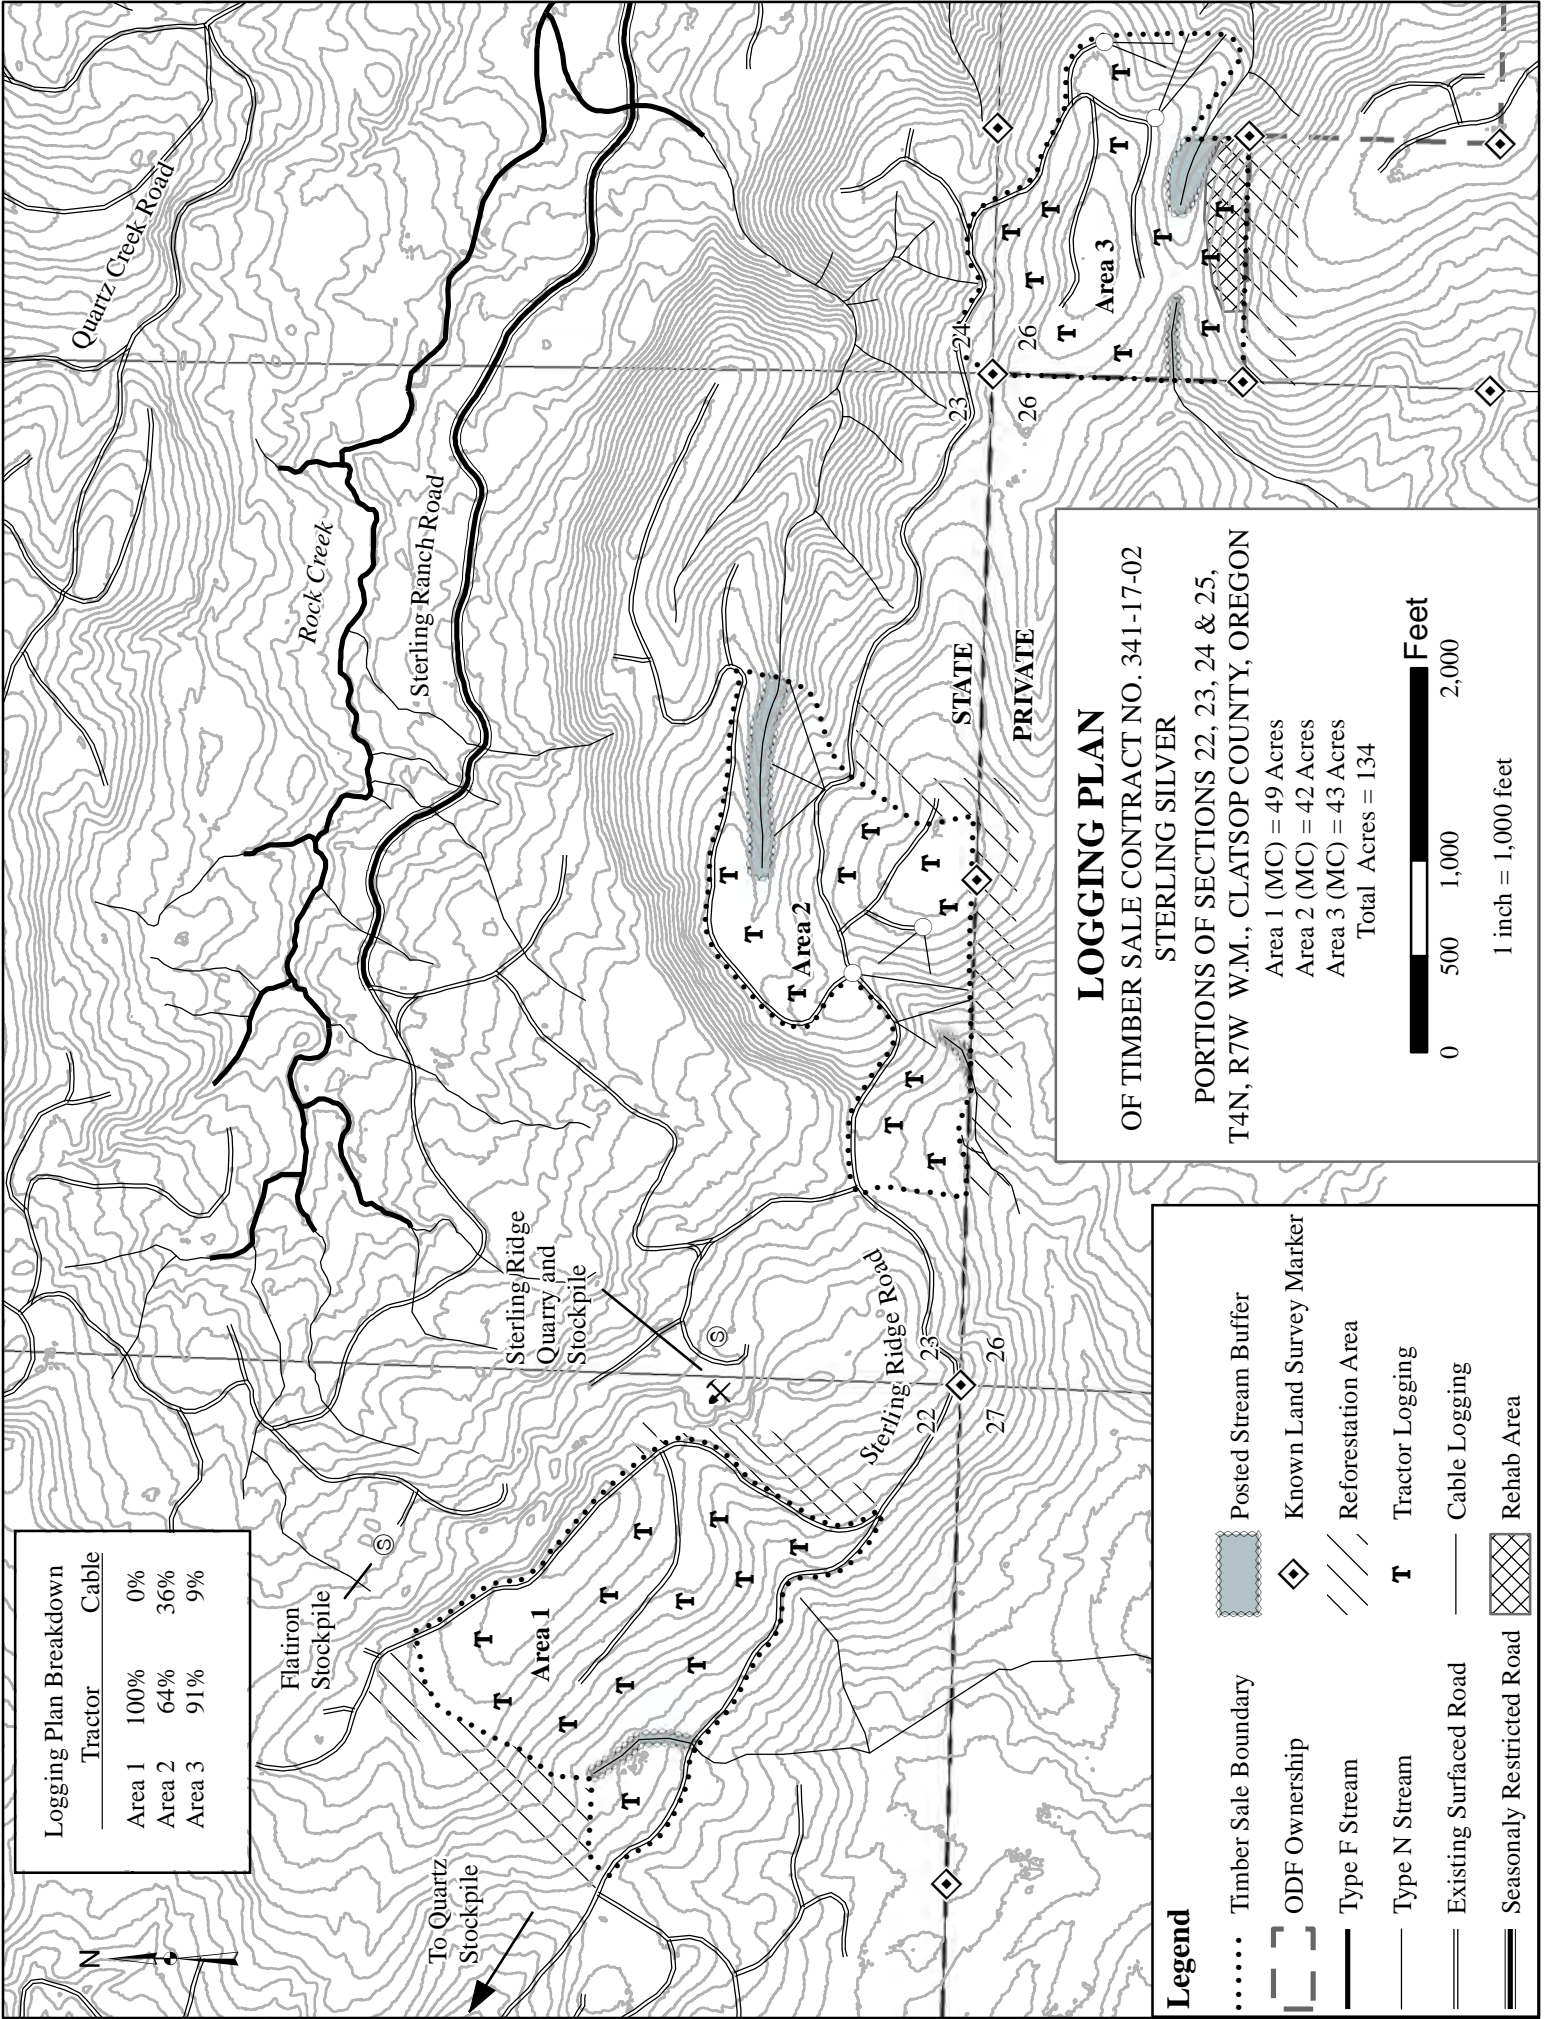 Logging Plan Breakdown
Tractor Cable
Area 1 100% 0%
Area 2 64% 36%
Area 3 91% 9%
N
To Quartz
Stockpile
Flatiron
Stockpile
S
Area 1
T
T
T
T
T
T
T
T
T
T
T
T
Sterling Ridge
Quarry and
Stockpile
S
Sterling Ridge Road
22
23
27
26
Quartz Creek Road
Rock Creek
Sterling Ranch Road
Area 2
T
T
T
T
T
T
T
T
T
T
STATE
PRIVATE
23
24
26
26
Area 3
T
T
T
T
T
T
T
T
T
T
T
Legend
Timber Sale Boundary
ODF Ownership
Type F Stream
Type N Stream
Existing Surfaced Road
Seasonaly Restricted Road
Posted Stream Buffer
Known Land Survey Marker
Reforestation Area
T Tractor Logging
Cable Logging
Rehab Area
LOGGING PLAN
OF TIMBER SALE CONTRACT NO. 341-17-02
STERLING SILVER
PORTIONS OF SECTIONS 22, 23, 24 & 25,
T4N, R7W W.M., CLATSOP COUNTY, OREGON
Area 1 (MC) = 49 Acres
Area 2 (MC) = 42 Acres
Area 3 (MC) = 43 Acres
Total Acres = 134
Feet
0 500 1,000 2,000
1 inch = 1,000 feet